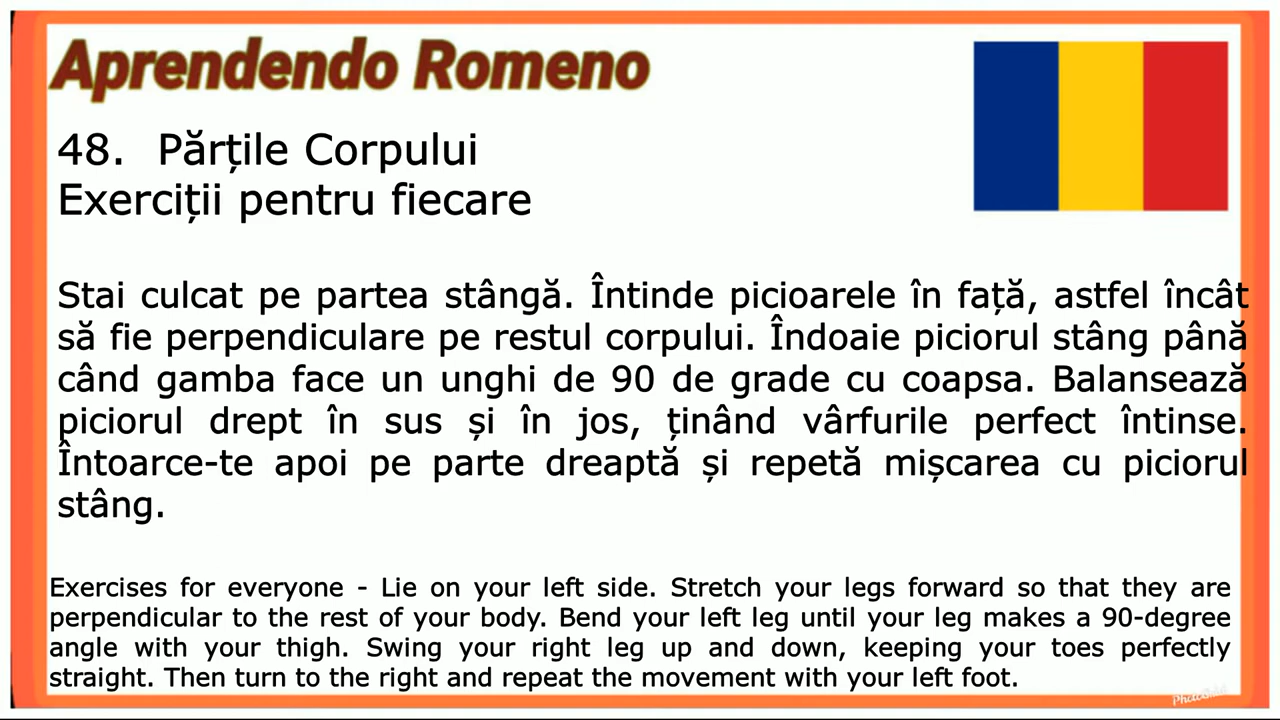 Aprendendo Romeno
48. Părțile Corpului
Exerciții pentru fiecare
Stai culcat pe partea stângă. Întinde picioarele în față, astfel încât
să fie perpendiculare pe restul corpului. Îndoaie piciorul stâng până
când gamba face un unghi de 90 de grade cu coapsa. Balansează
piciorul drept în sus și în jos, ținând vârfurile perfect întinse.
Întoarce-te apoi pe parte dreaptă și repetă mișcarea cu piciorul
stâng.
Exercises for everyone - Lie on your left side. Stretch your legs forward so that they are
perpendicular to the rest of your body. Bend your left leg until your leg makes a 90-degree
angle with your thigh. Swing your right leg up and down, keeping your toes perfectly
straight. Then turn to the right and repeat the movement with your left foot.